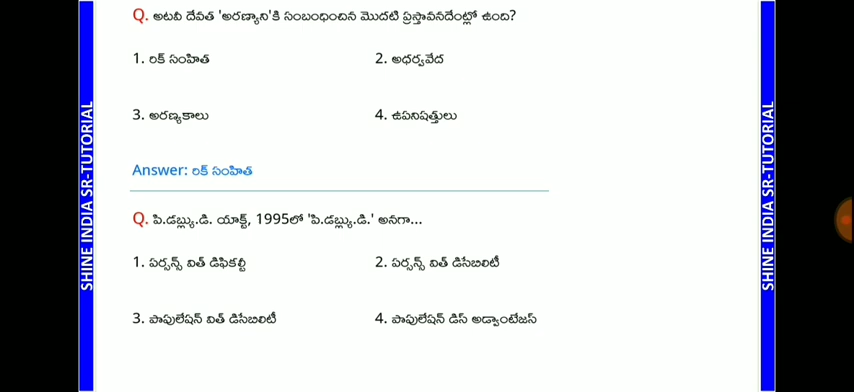 Q. అటవీ దేవత 'అరణ్యాని'కి సంబంధించిన మొదటి ప్రస్తావనదేంట్లో ఉంది?
1. రిక్ సంహిత
2. అధర్వవేద
3. అరణ్యకాలు
4. ఉపనిషత్తులు
Answer: రిక్ సంహిత
Q. పి.డబ్ల్యు.డి. యాక్ట్, 1995లో 'పి.డబ్ల్యు.డి.' అనగా...
1. పర్సన్స్ విత్ డిఫికల్టి
2. పర్సన్స్ విత్ డిసేబిలిటీ
3. పాపులేషన్ విత్ డిసేబిలిటీ
4. పాపులేషన్ డిస్ అడ్వాంటేజస్
SHINE INDIA SR-TUTORIAL
SHINE INDIA SR-TUTORIAL